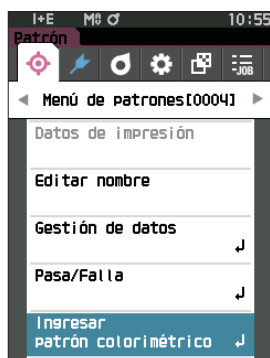 I+E M 10:55
Patrón
JOB
Menú de patrones[0004]
Datos de impresión
Editar nombre
Gestión de datos
Pasa/Falla
Ingresar
patrón colorimétrico